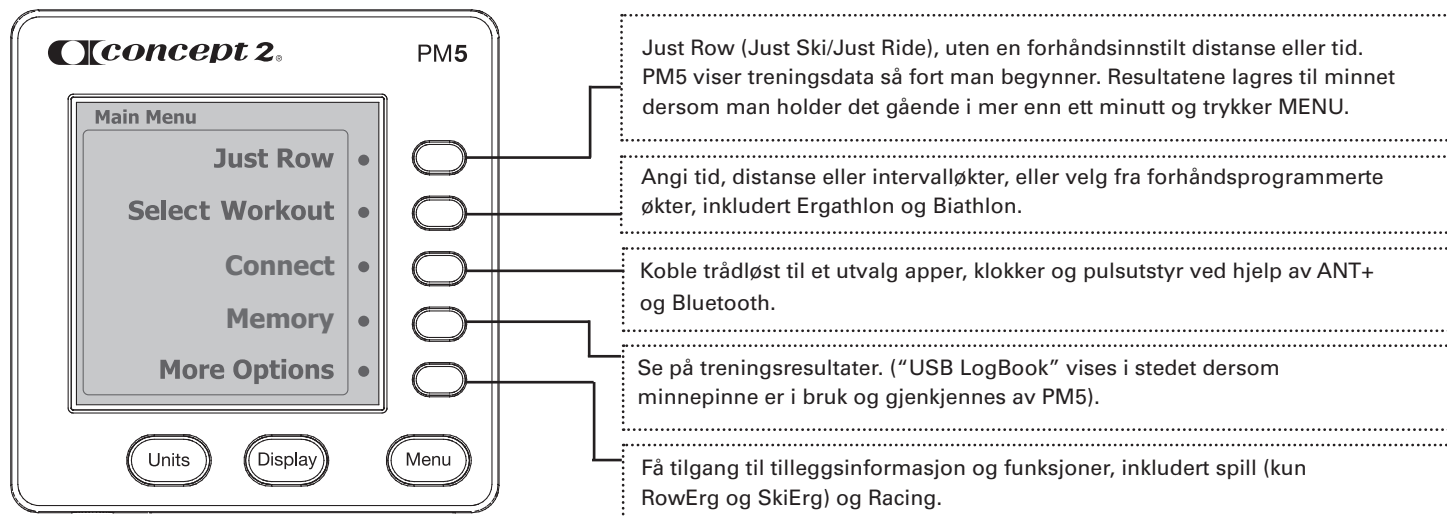 concept 2®
PM5
Main Menu
Just Row
Select Workout
Connect
Memory
More Options
Units
Display
Menu
Just Row (Just Ski/Just Ride), uten en forhåndsinnstilt distanse eller tid.
PM5 viser treningsdata så fort man begynner. Resultatene lagres til minnet
dersom man holder det gående i mer enn ett minutt og trykker MENU.
Angi tid, distanse eller intervalløkter, eller velg fra forhåndsprogrammerte
økter, inkludert Ergathlon og Biathlon.
Koble trådløst til et utvalg apper, klokker og pulsutstyr ved hjelp av ANT+
og Bluetooth.
Se på treningsresultater. (“USB LogBook” vises i stedet dersom
minnepinne er i bruk og gjenkjennes av PM5).
Få tilgang til tilleggsinformasjon og funksjoner, inkludert spill (kun
RowErg og SkiErg) og Racing.